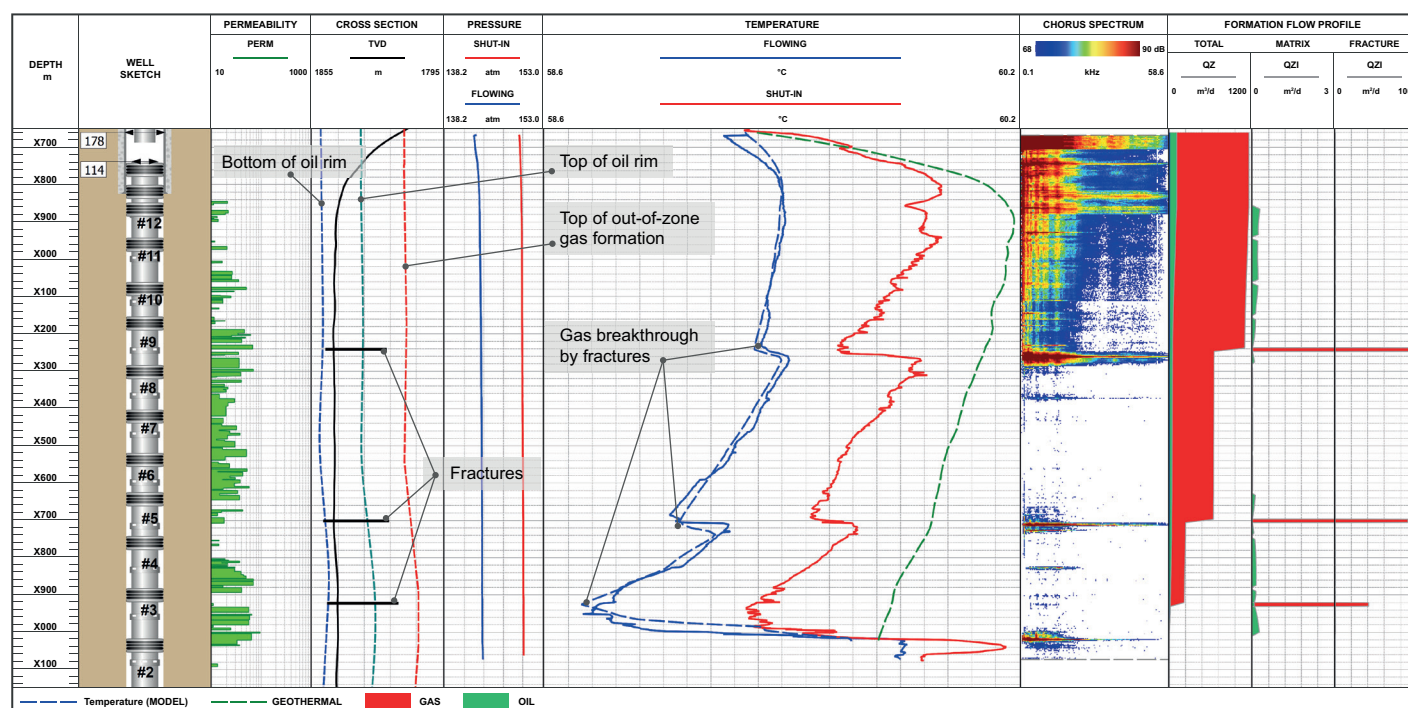 PERMEABILITY CROSS SECTION PRESSURE TEMPERATURE CHORUS SPECTRUM FORMATION FLOW PROFILE
PERM TVD SHUT-IN FLOWING TOTAL MATRIX FRACTURE
68 90 dB
DEPTH
m
WELL
SKETCH
QZ QZI QZI
10 1000 1855 m 1795 138.2 atm 153.0 58.6 °C 60.2 0.1 kHz 58.6 0 m³/d 1200 0 m³/d 3 0 m³/d 100
FLOWING SHUT-IN
138.2 atm 153.0 58.6 °C 60.2
X700
178
114
Bottom of oil rim
Top of oil rim
X800
X900
#12
Top of out-of-zone
gas formation
X000
#11
X100
#10
X200
#9
Gas breakthrough
by fractures
X300
#8
X400
#7
X500
#6
Fractures
X600
X700
#5
X800
#4
X900
#3
X000
X100
#2
Temperature (MODEL) GEOTHERMAL GAS OIL